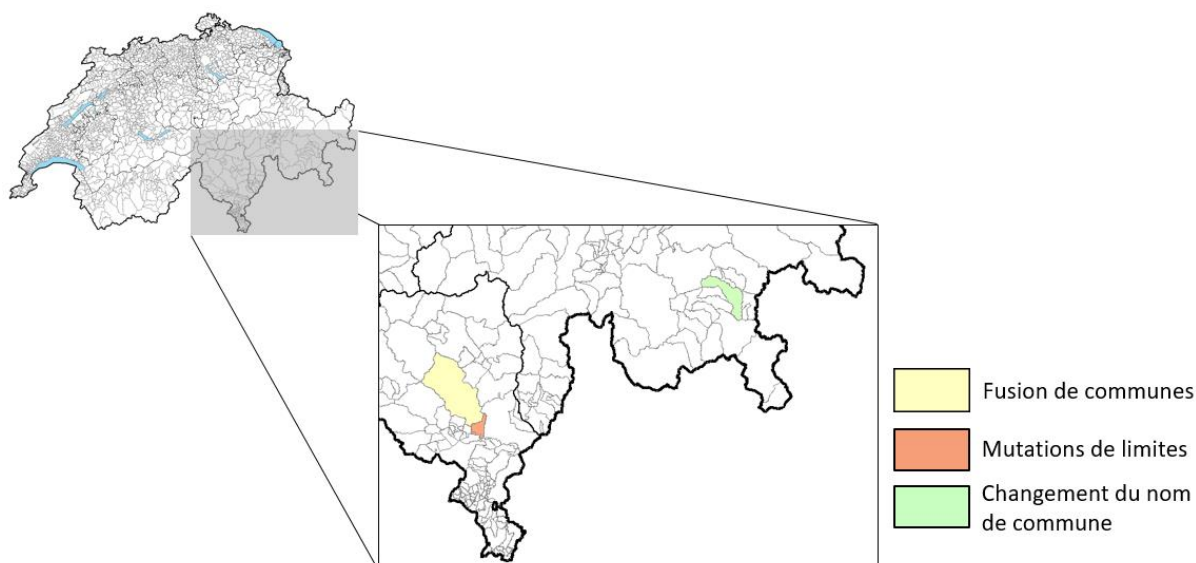 Fusion de communes
Mutations de limites
Changement du nom
de commune